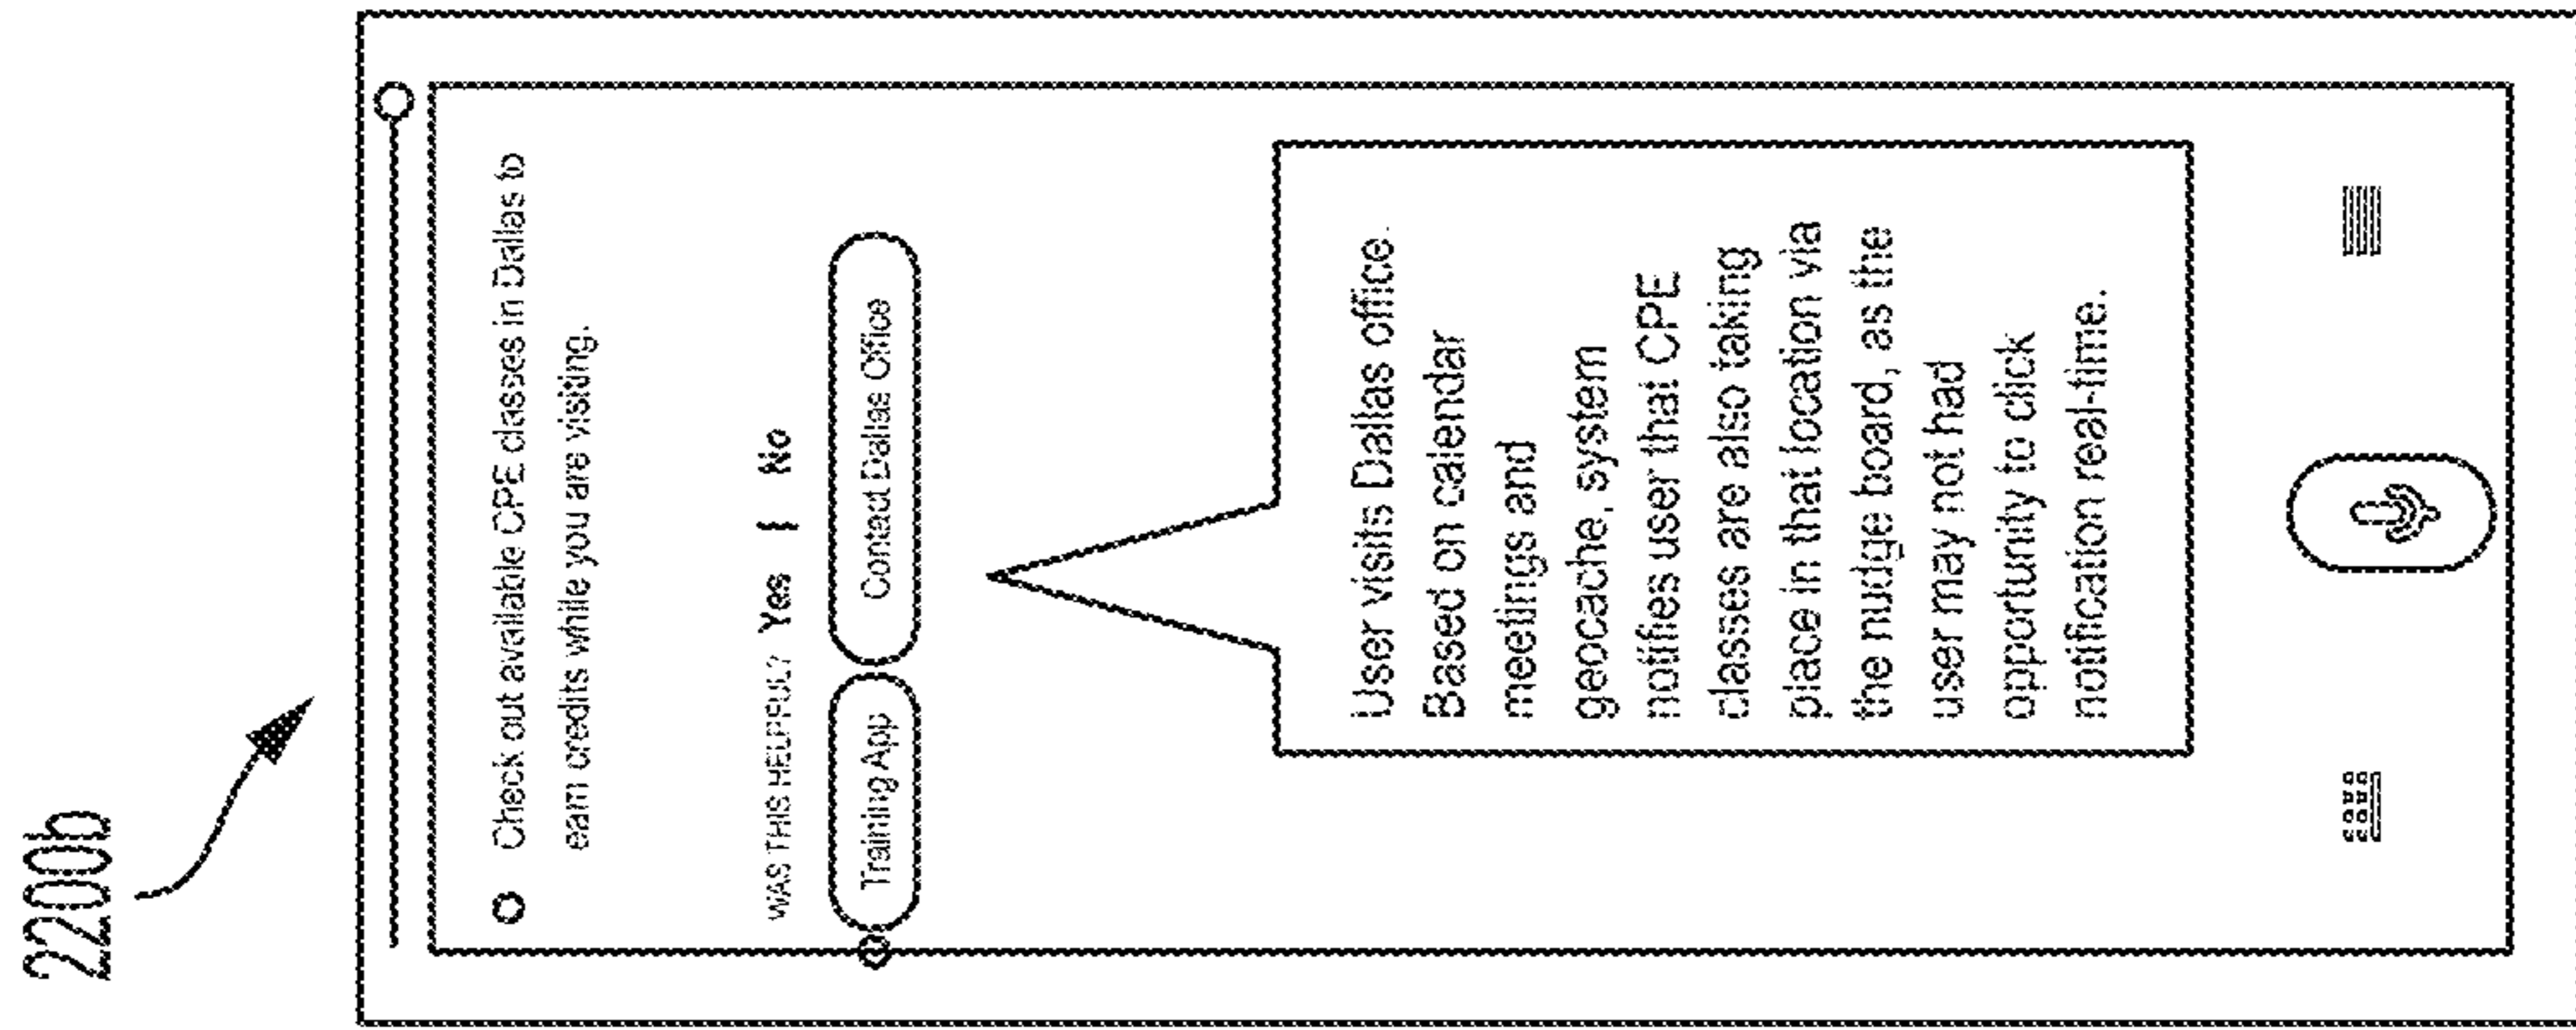 2200b
Check out available CPE classes in Dallas to
earn credits while you are visiting.
WAS THIS HELPFUL? Yes | No
Training App Contact Dallas Office
User visits Dallas office.
Based on calendar
meetings and
geocache, system
notifies user that CPE
classes are also taking
place in that location via
the nudge board, as the
user may not had
opportunity to click
notification real-time.